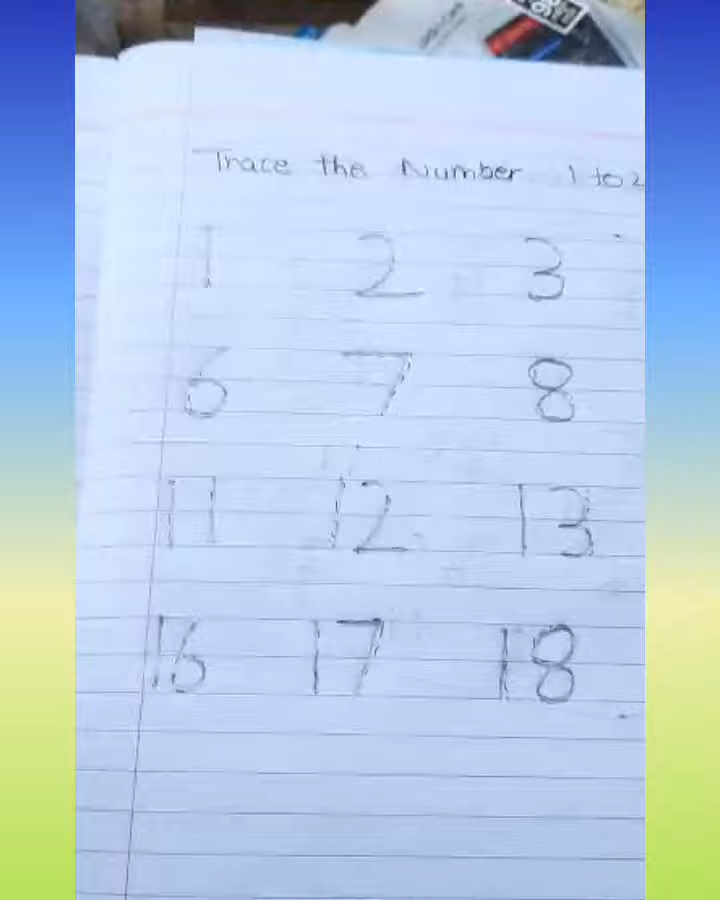 Trace the Number 1 to 2
1 2 3
6 7 8
11 12 13
16 17 18